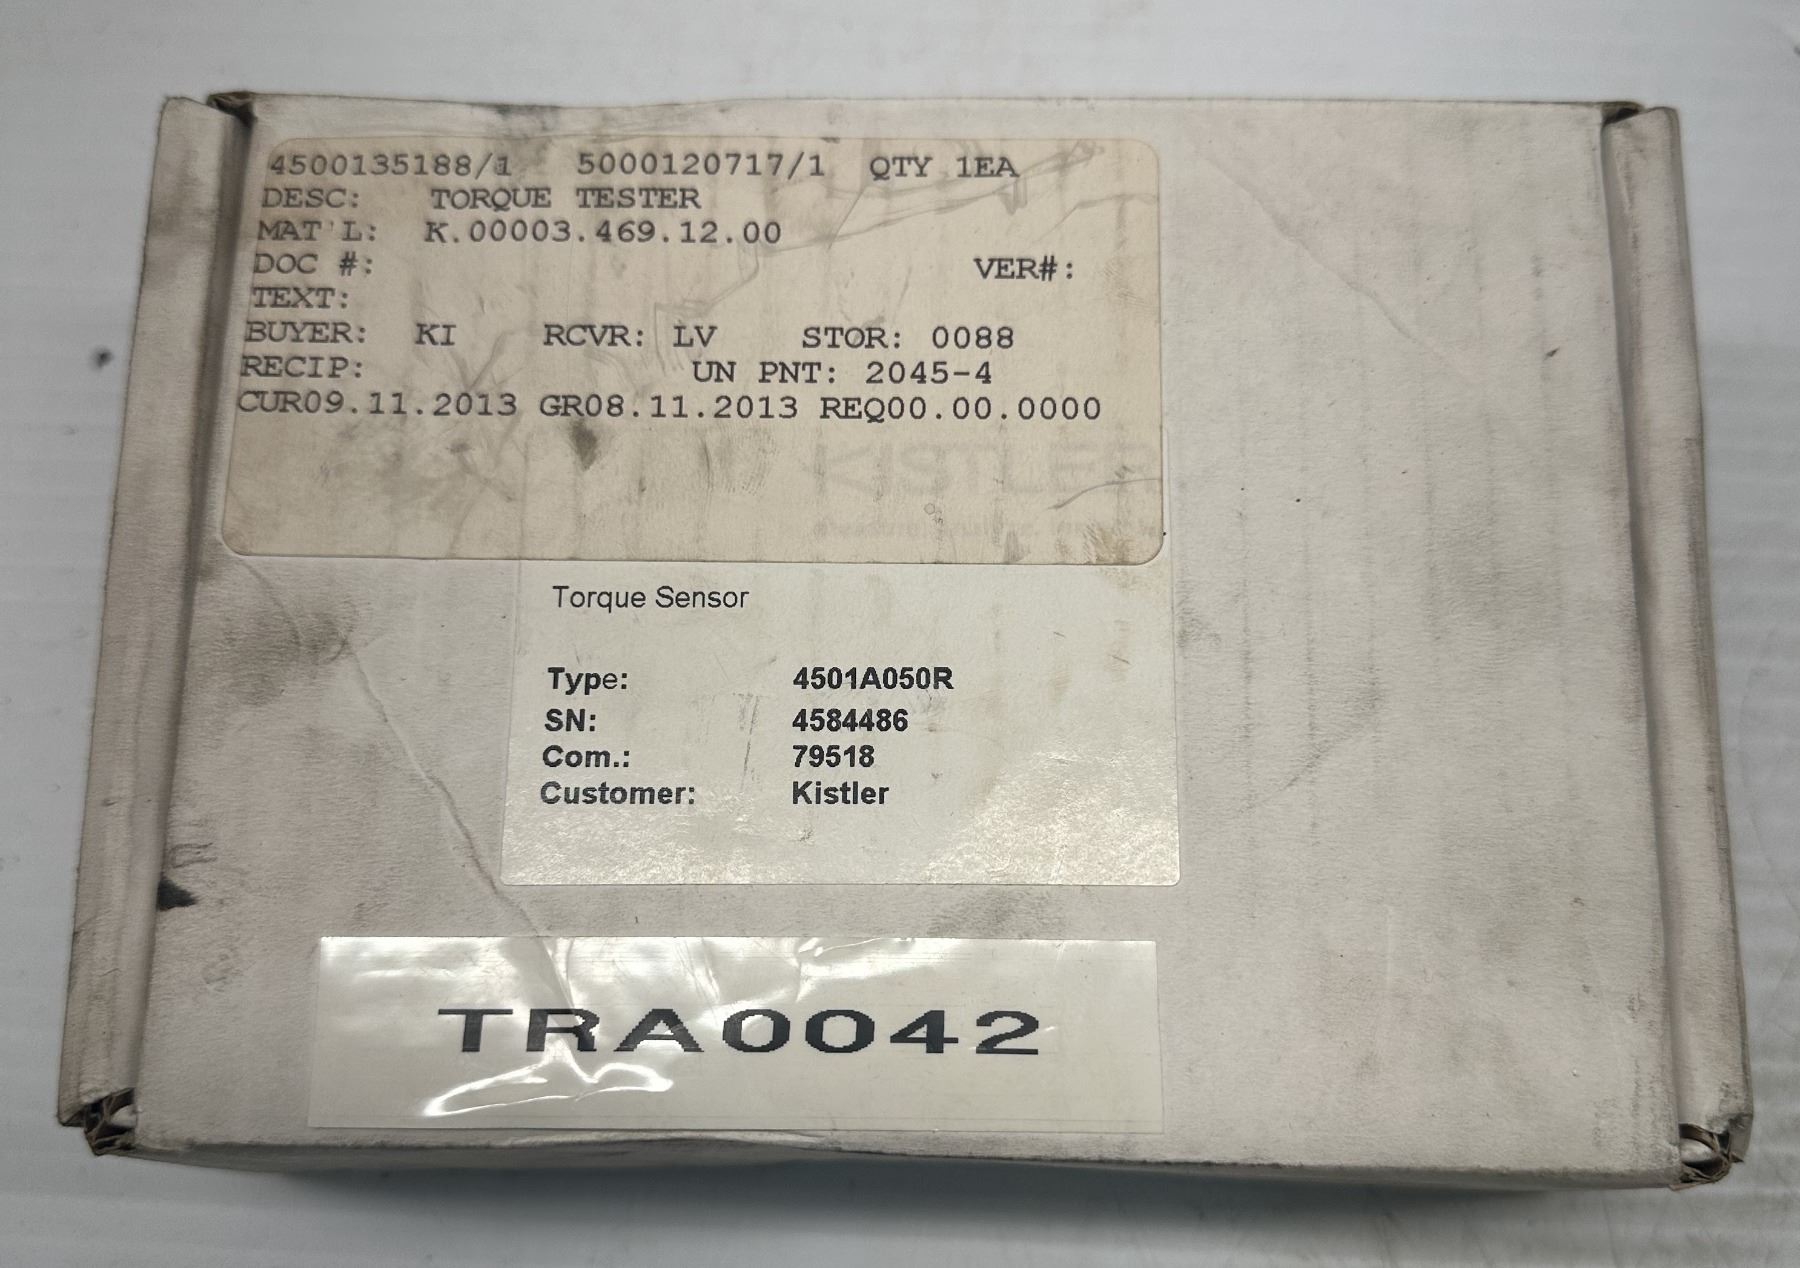 4500135188/1 5000120717/1 QTY 1EA
DESC: TORQUE TESTER
MAT'L: K.00003.469.12.00
DOC #: VER#:
TEXT:
BUYER: KI RCVR: LV STOR: 0088
RECIP: UN PNT: 2045-4
CUR09.11.2013 GR08.11.2013 REQ00.00.0000
KISTLER
Torque Sensor
Type: 4501A050R
SN: 4584486
Com.: 79518
Customer: Kistler
TRA0042